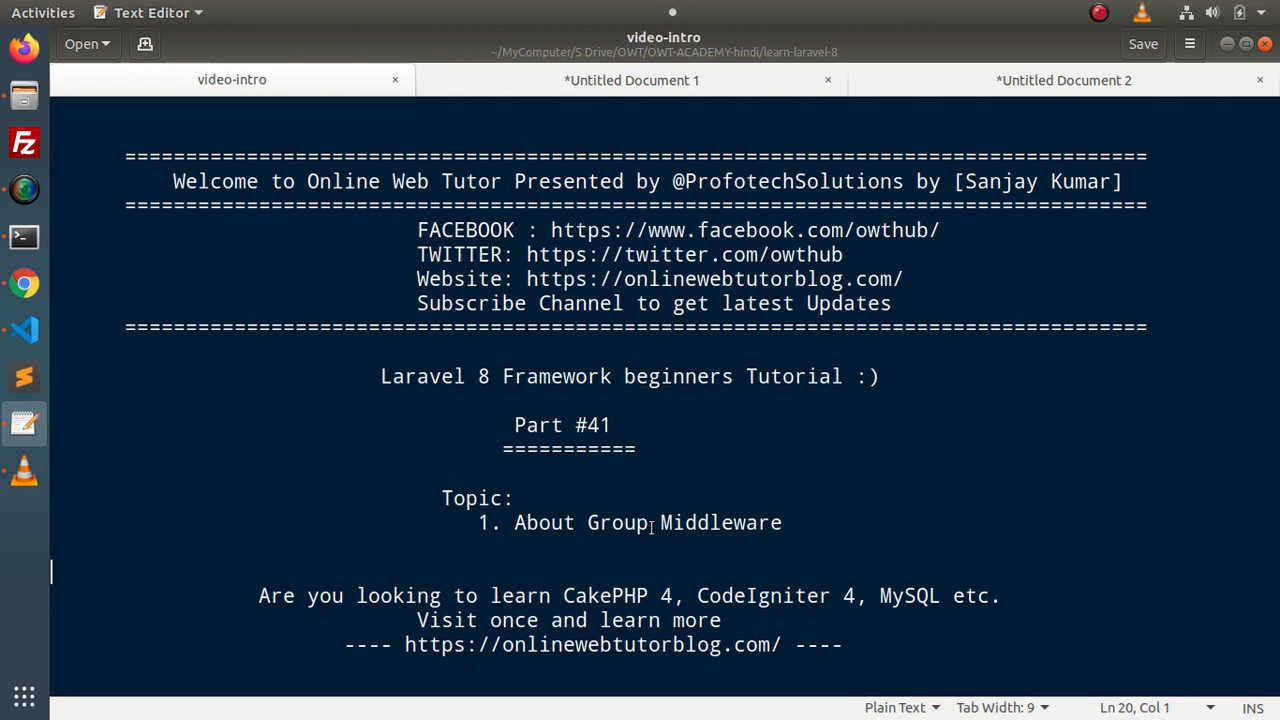 Activities Text Editor
Open
video-intro
~/MyComputer/S Drive/OWT/OWT-ACADEMY-hindi/learn-laravel-8
Save
video-intro × *Untitled Document 1 × *Untitled Document 2 ×
====================================================================================
Welcome to Online Web Tutor Presented by @ProfotechSolutions by [Sanjay Kumar]
====================================================================================
FACEBOOK : https://www.facebook.com/owthub/
TWITTER: https://twitter.com/owthub
Website: https://onlinewebtutorblog.com/
Subscribe Channel to get latest Updates
====================================================================================
Laravel 8 Framework beginners Tutorial :)
Part #41
===========
Topic:
1. About Group Middleware
Are you looking to learn CakePHP 4, CodeIgniter 4, MySQL etc.
Visit once and learn more
---- https://onlinewebtutorblog.com/ ----
Plain Text Tab Width: 9 Ln 20, Col 1 INS